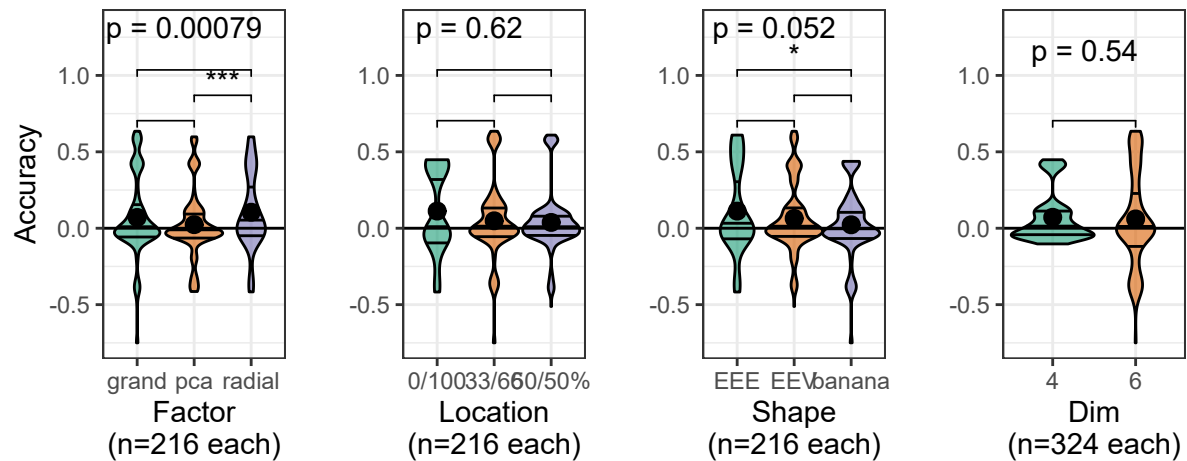 p = 0.00079
p = 0.62
p = 0.052
p = 0.54
***
*
Accuracy
1.0
0.5
0.0
-0.5
1.0
0.5
0.0
-0.5
1.0
0.5
0.0
-0.5
1.0
0.5
0.0
-0.5
grand pca radial
0/100 33/66 50/50%
EEE EEV banana
4 6
Factor
(n=216 each)
Location
(n=216 each)
Shape
(n=216 each)
Dim
(n=324 each)